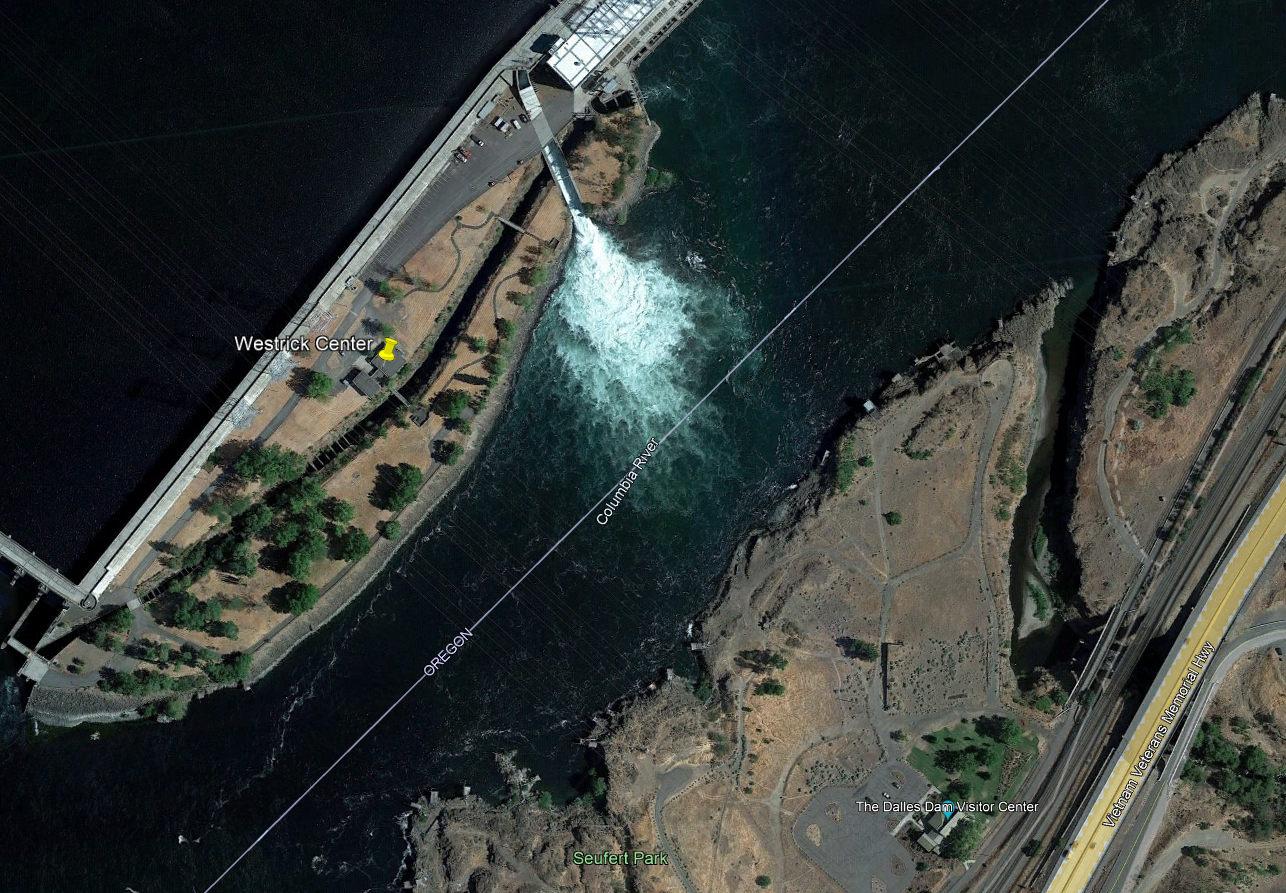 Westrick Center
Columbia River
OREGON
Vietnam Veterans Memorial Hwy
The Dalles Dam Visitor Center
Seufert Park